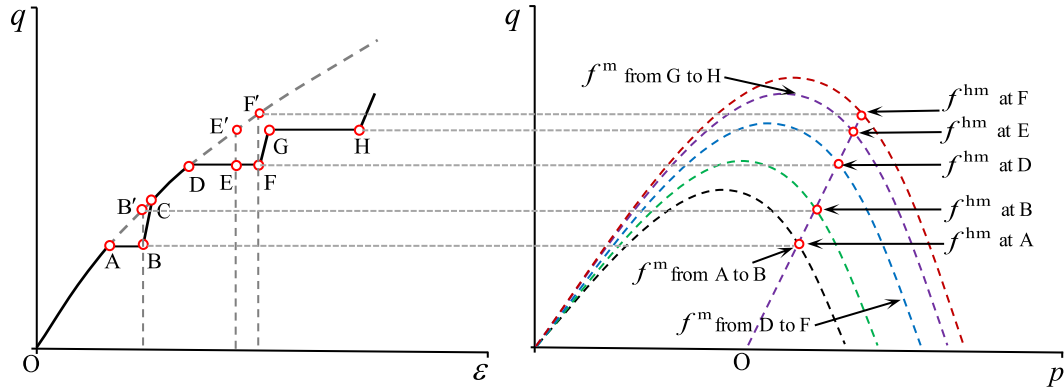 q
F′
E′
G
H
D
E
F
B′
C
A
B
O
ε
q
f m from G to H
f hm at F
f hm at E
f hm at D
f hm at B
f hm at A
f m from A to B
f m from D to F
O
p